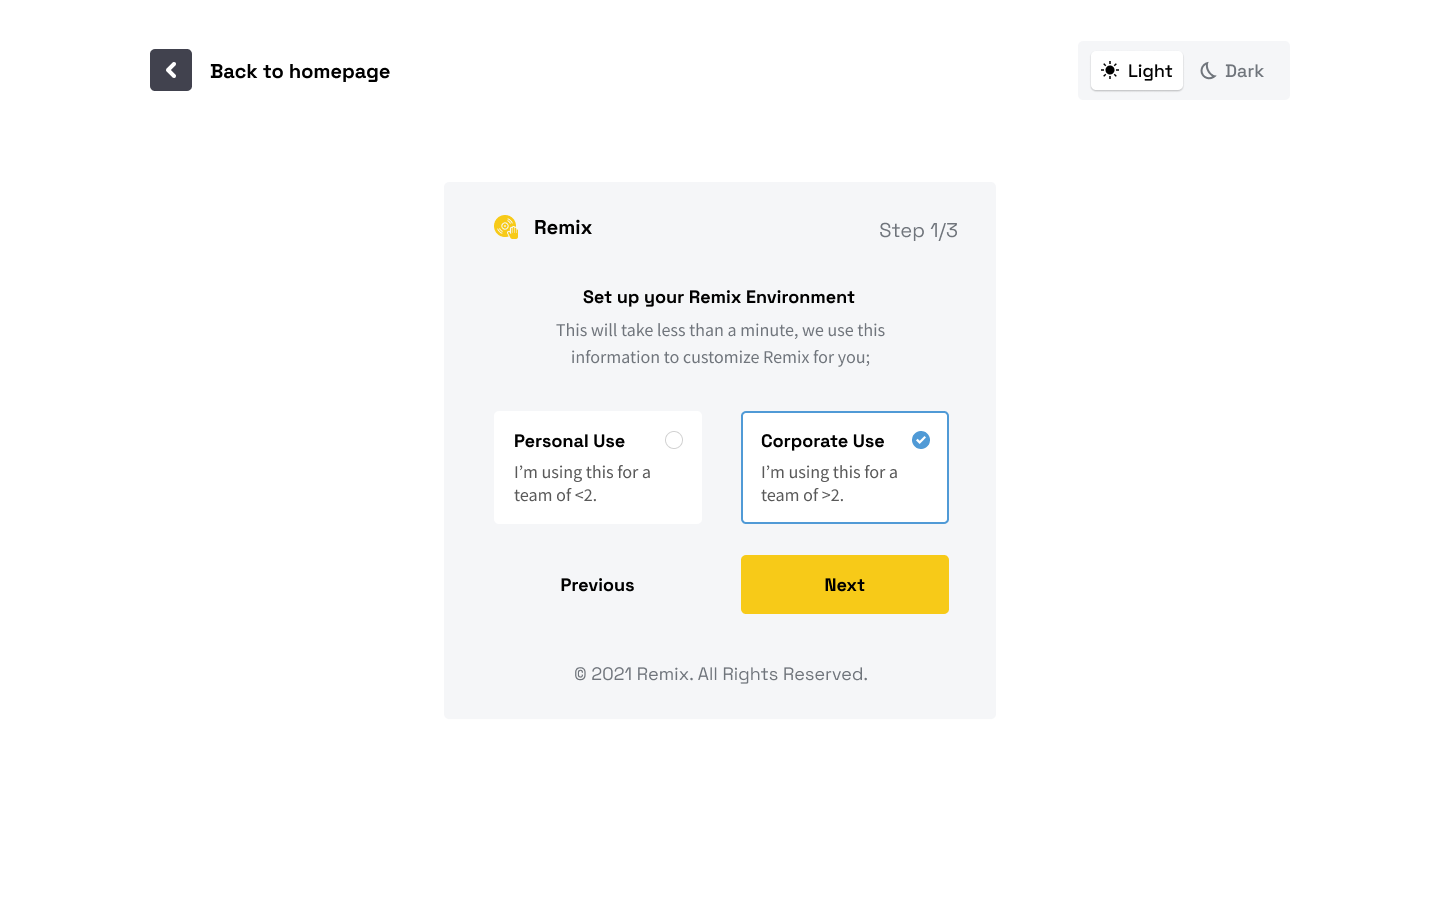 Back to homepage
Light
Dark
Remix
Step 1/3
Set up your Remix Environment
This will take less than a minute, we use this
information to customize Remix for you;
Personal Use
I’m using this for a
team of <2.
Corporate Use
I’m using this for a
team of >2.
Previous
Next
© 2021 Remix. All Rights Reserved.